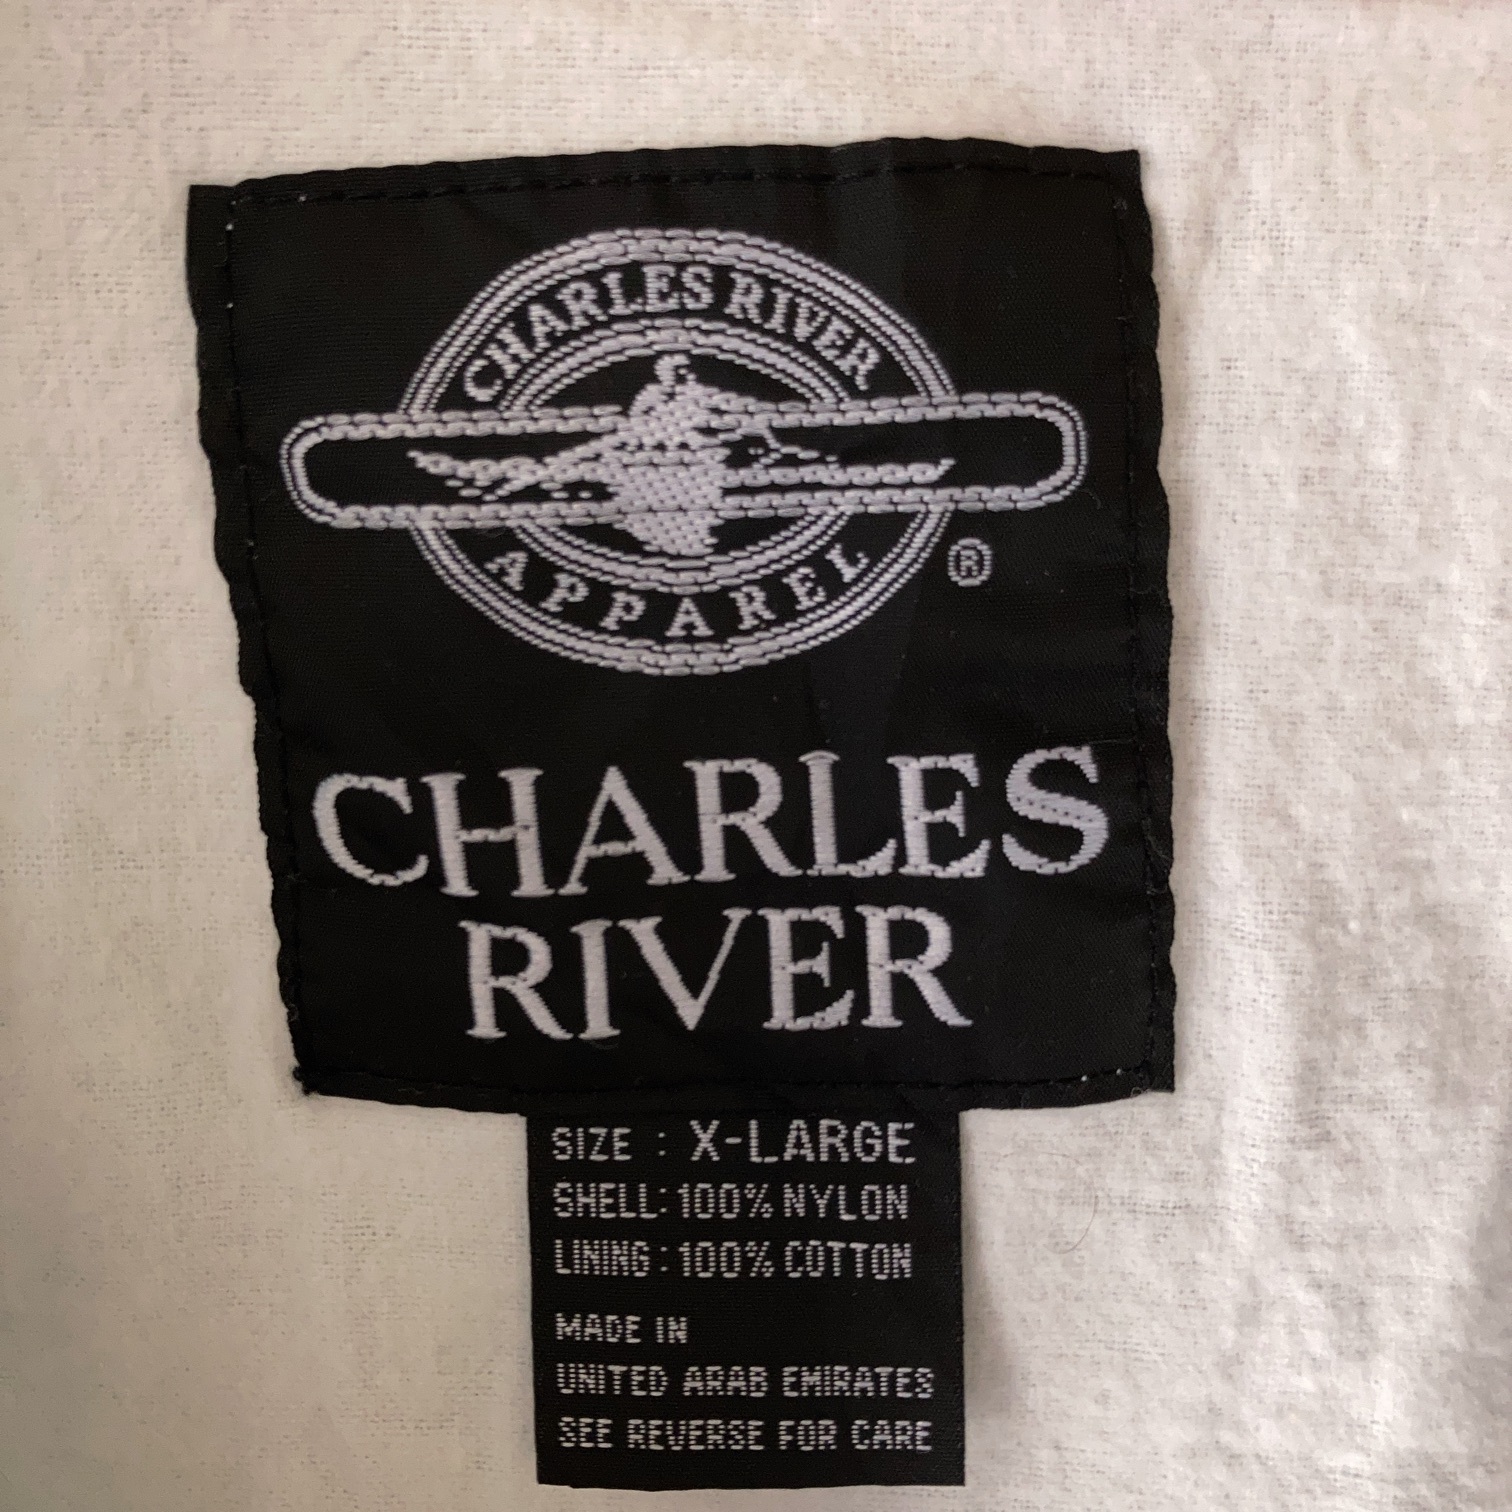 CHARLES RIVER
APPAREL
®
CHARLES
RIVER
SIZE : X-LARGE
SHELL: 100% NYLON
LINING : 100% COTTON
MADE IN
UNITED ARAB EMIRATES
SEE REVERSE FOR CARE